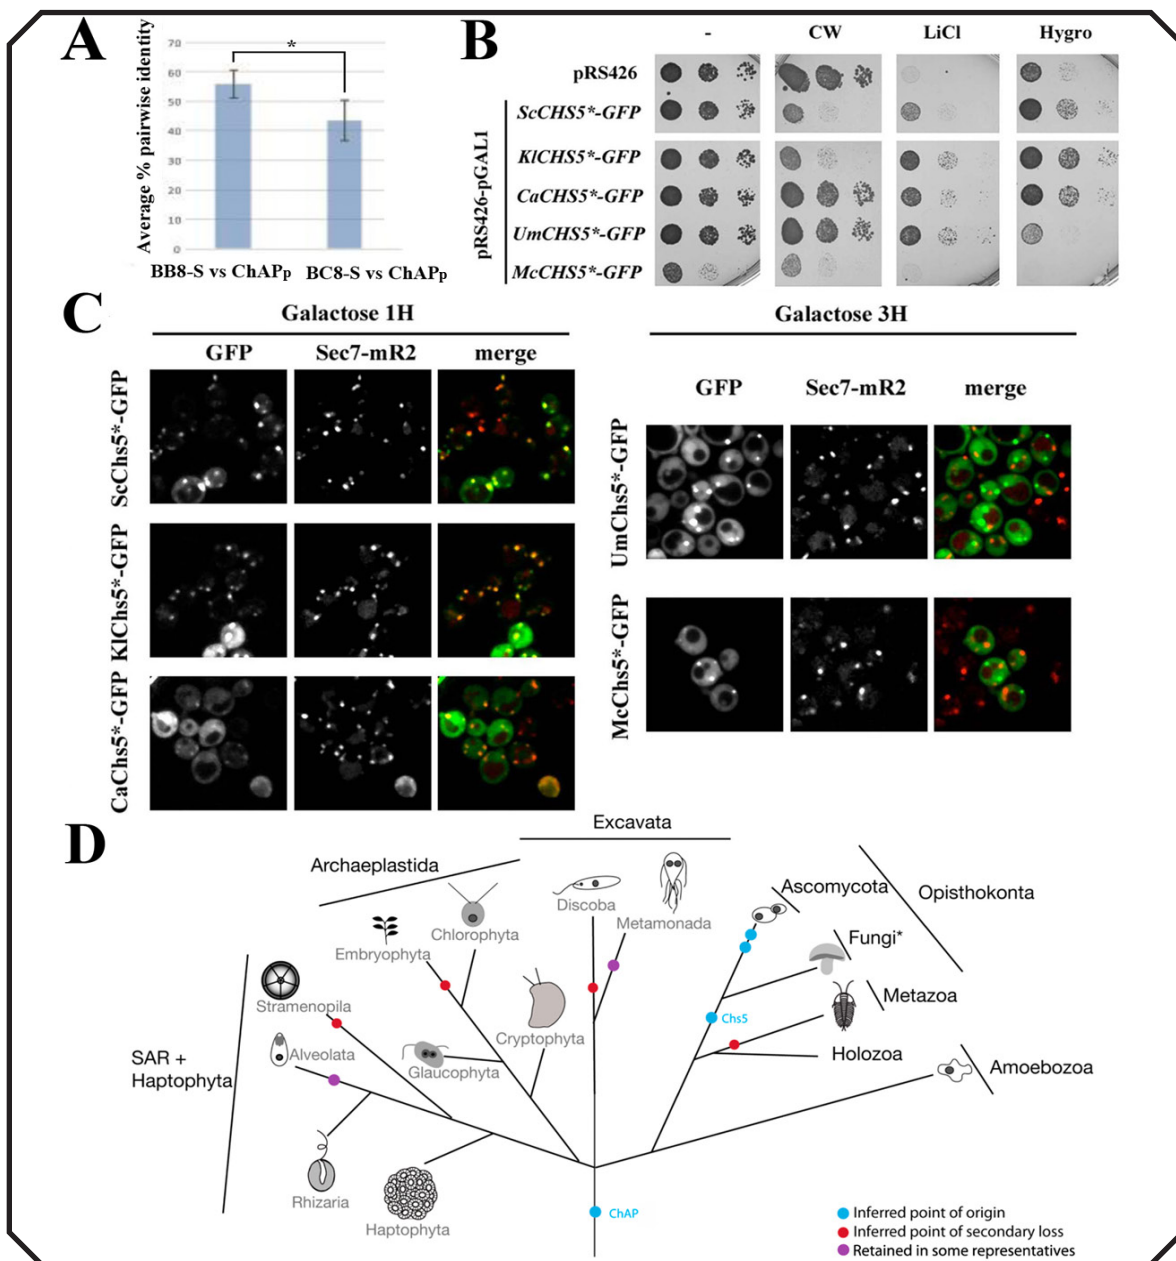 A
Average % pairwise identity
70
60
50
40
30
20
10
0
*
BB8-S vs ChAPp
BC8-S vs ChAPp
B
- CW LiCl Hygro
pRS426-pGAL1
pRS426
ScCHS5*-GFP
KlCHS5*-GFP
CaCHS5*-GFP
UmCHS5*-GFP
McCHS5*-GFP
C
Galactose 1H
GFP Sec7-mR2 merge
ScChs5*-GFP
KlChs5*-GFP
CaChs5*-GFP
Galactose 3H
GFP Sec7-mR2 merge
UmChs5*-GFP
McChs5*-GFP
D
Excavata
Archaeplastida
Discoba
Metamonada
Ascomycota
Opisthokonta
Chlorophyta
Embryophyta
Fungi*
Stramenopila
Metazoa
Cryptophyta
Chs5
SAR +
Haptophyta
Alveolata
Glaucophyta
Holozoa
Amoebozoa
Rhizaria
Haptophyta
ChAP
Inferred point of origin
Inferred point of secondary loss
Retained in some representatives